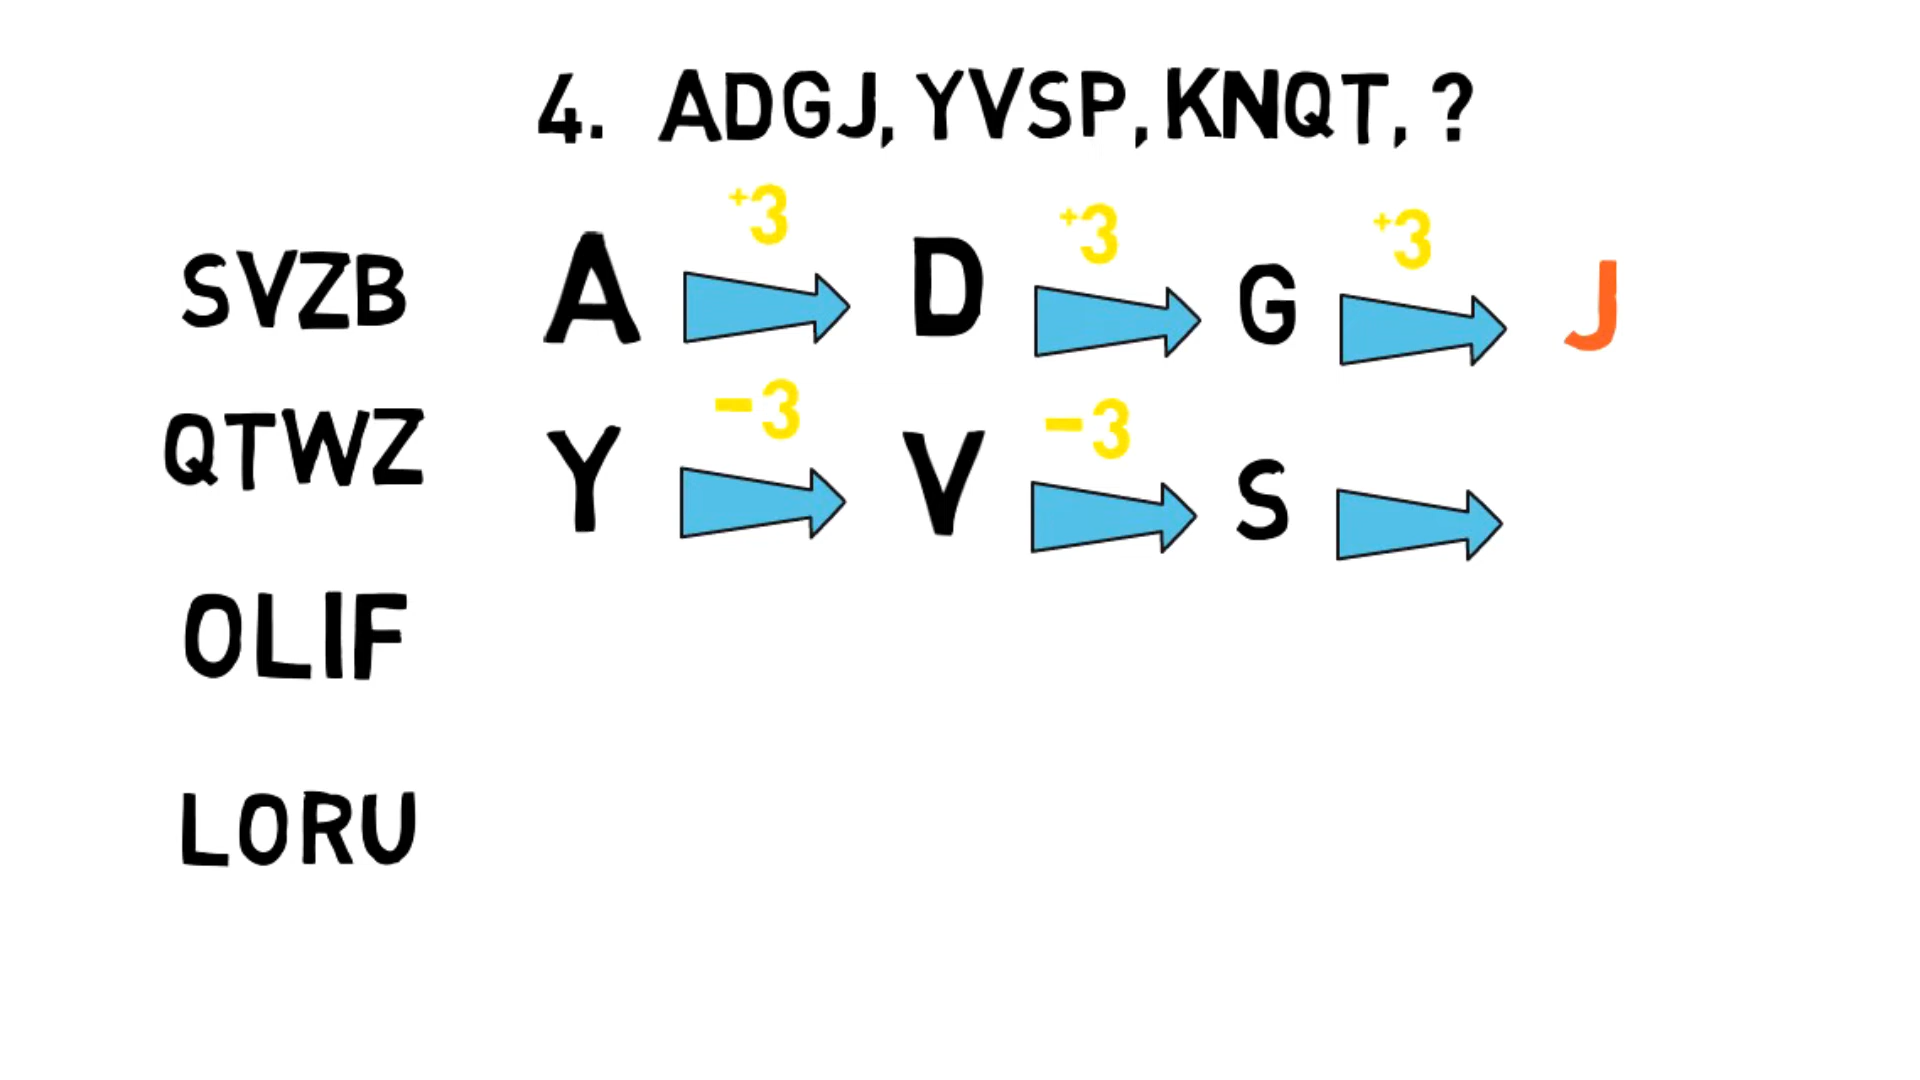 4. ADGJ, YVSP, KNQT, ?
+3 +3 +3
SVZB A D G J
-3 -3
QTWZ Y V S
OLIF
LORU